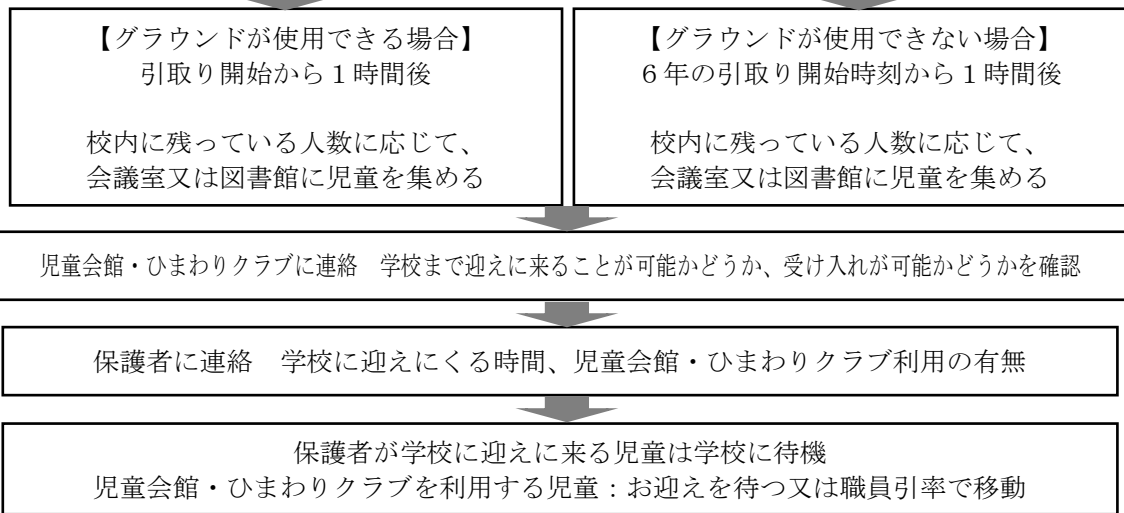 【グラウンドが使用できる場合】
引取り開始から１時間後
校内に残っている人数に応じて、
会議室又は図書館に児童を集める
【グラウンドが使用できない場合】
６年の引取り開始時刻から１時間後
校内に残っている人数に応じて、
会議室又は図書館に児童を集める
児童会館・ひまわりクラブに連絡　学校まで迎えに来ることが可能かどうか、受け入れが可能かどうかを確認
保護者に連絡　学校に迎えにくる時間、児童会館・ひまわりクラブ利用の有無
保護者が学校に迎えに来る児童は学校に待機
児童会館・ひまわりクラブを利用する児童：お迎えを待つ又は職員引率で移動